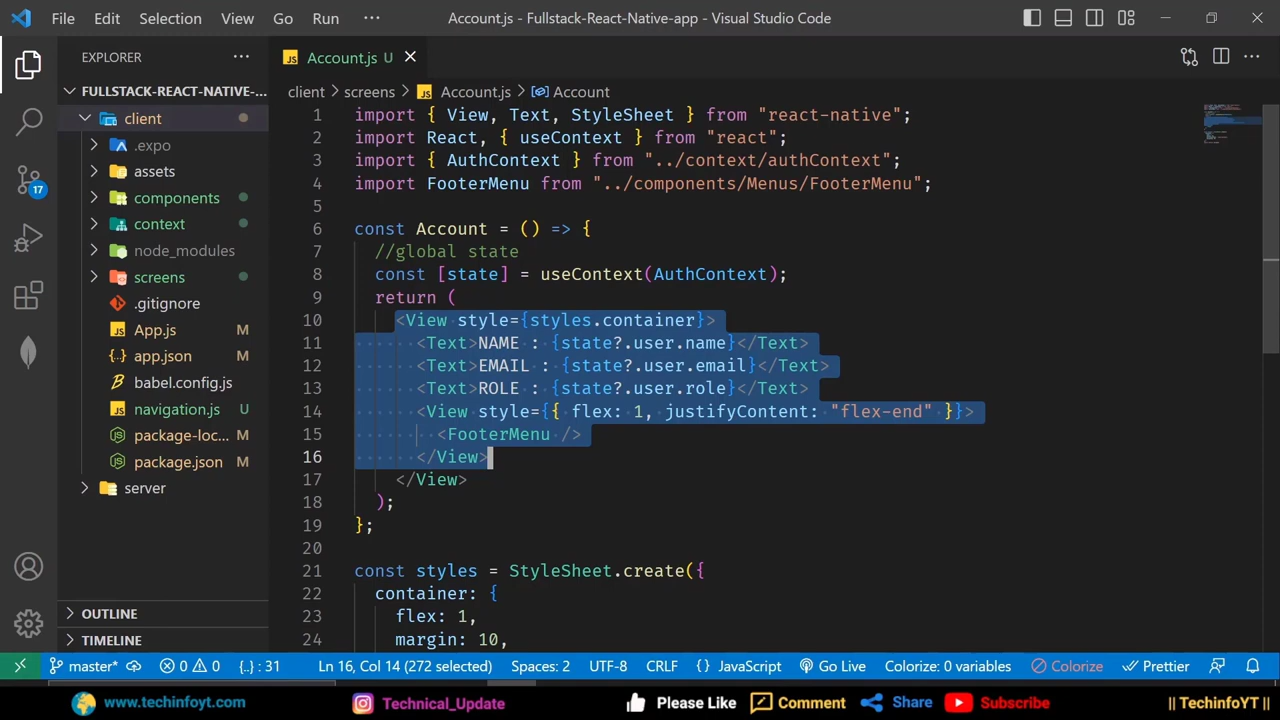 File Edit Selection View Go Run ··· Account.js - Fullstack-React-Native-app - Visual Studio Code
EXPLORER ···
FULLSTACK-REACT-NATIVE-...
client
.expo
assets
components
context
node_modules
screens
.gitignore
App.js M
app.json M
babel.config.js
navigation.js U
package-loc... M
package.json M
server
OUTLINE
TIMELINE
17
JS Account.js U
client > screens > JS Account.js > Account
1 import { View, Text, StyleSheet } from "react-native";
2 import React, { useContext } from "react";
3 import { AuthContext } from "../context/authContext";
4 import FooterMenu from "../components/Menus/FooterMenu";
5
6 const Account = () => {
7 //global state
8 const [state] = useContext(AuthContext);
9 return (
10 <View style={styles.container}>
11 <Text>NAME : {state?.user.name}</Text>
12 <Text>EMAIL : {state?.user.email}</Text>
13 <Text>ROLE : {state?.user.role}</Text>
14 <View style={{ flex: 1, justifyContent: "flex-end" }}>
15 <FooterMenu />
16 </View>
17 </View>
18 );
19 };
20
21 const styles = StyleSheet.create({
22 container: {
23 flex: 1,
24 margin: 10,
master* 0 0 {..} : 31 Ln 16, Col 14 (272 selected) Spaces: 2 UTF-8 CRLF {} JavaScript Go Live Colorize: 0 variables Colorize Prettier
www.techinfoyt.com Technical_Update Please Like Comment Share Subscribe || TechinfoYT ||